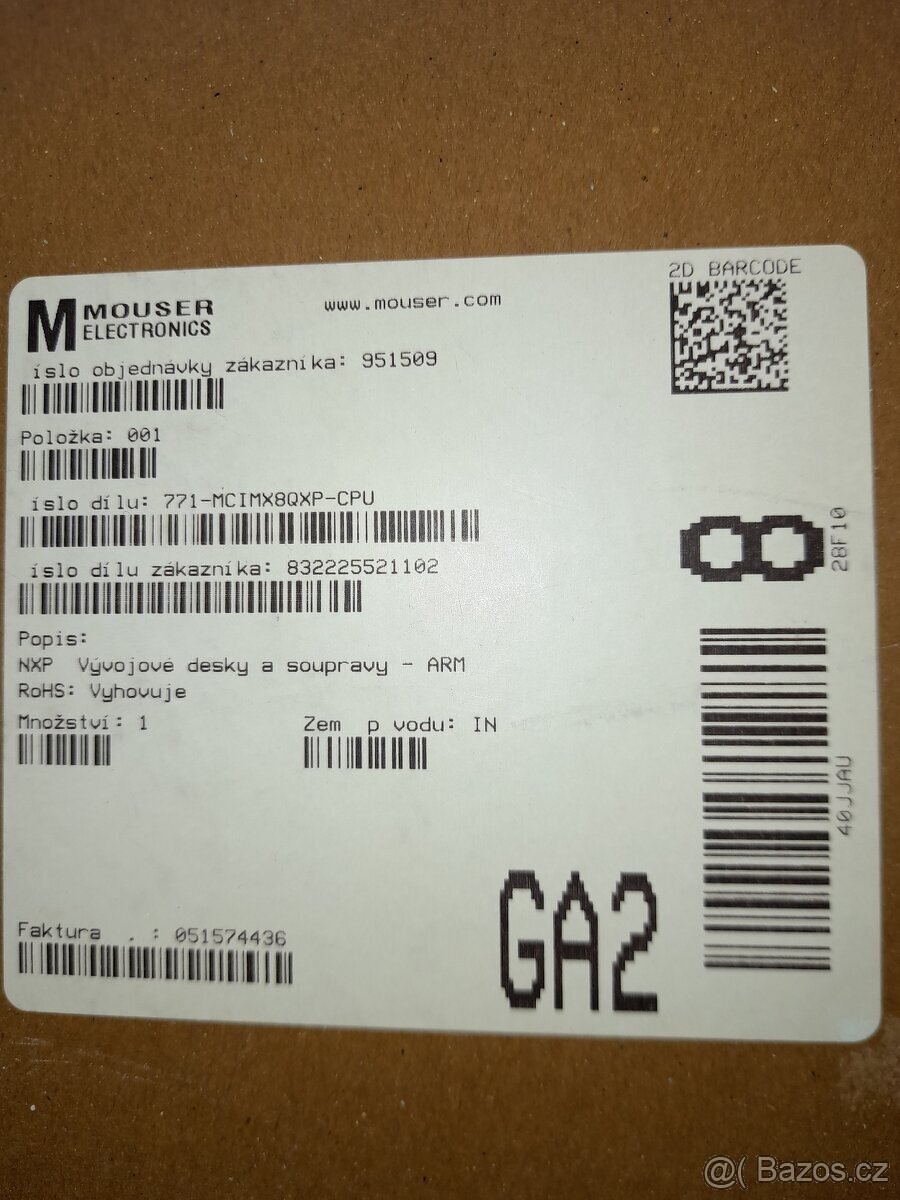 MOUSER
ELECTRONICS
www.mouser.com
2D BARCODE
íslo objednávky zákazníka: 951509
Položka: 001
íslo dílu: 771-MCIMX8QXP-CPU
íslo dílu zákazníka: 832225521102
Popis:
NXP Vývojové desky a soupravy - ARM
RoHS: Vyhovuje
Množství: 1
Zem p vodu: IN
Faktura . : 051574436
8
28F10
40JJAU
GA2
@( Bazos.cz